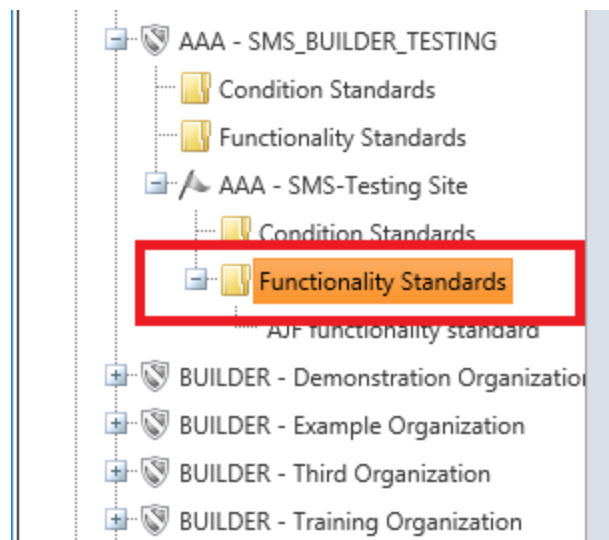 AAA - SMS_BUILDER_TESTING
Condition Standards
Functionality Standards
AAA - SMS-Testing Site
Condition Standards
Functionality Standards
AJF functionality standard
BUILDER - Demonstration Organization
BUILDER - Example Organization
BUILDER - Third Organization
BUILDER - Training Organization